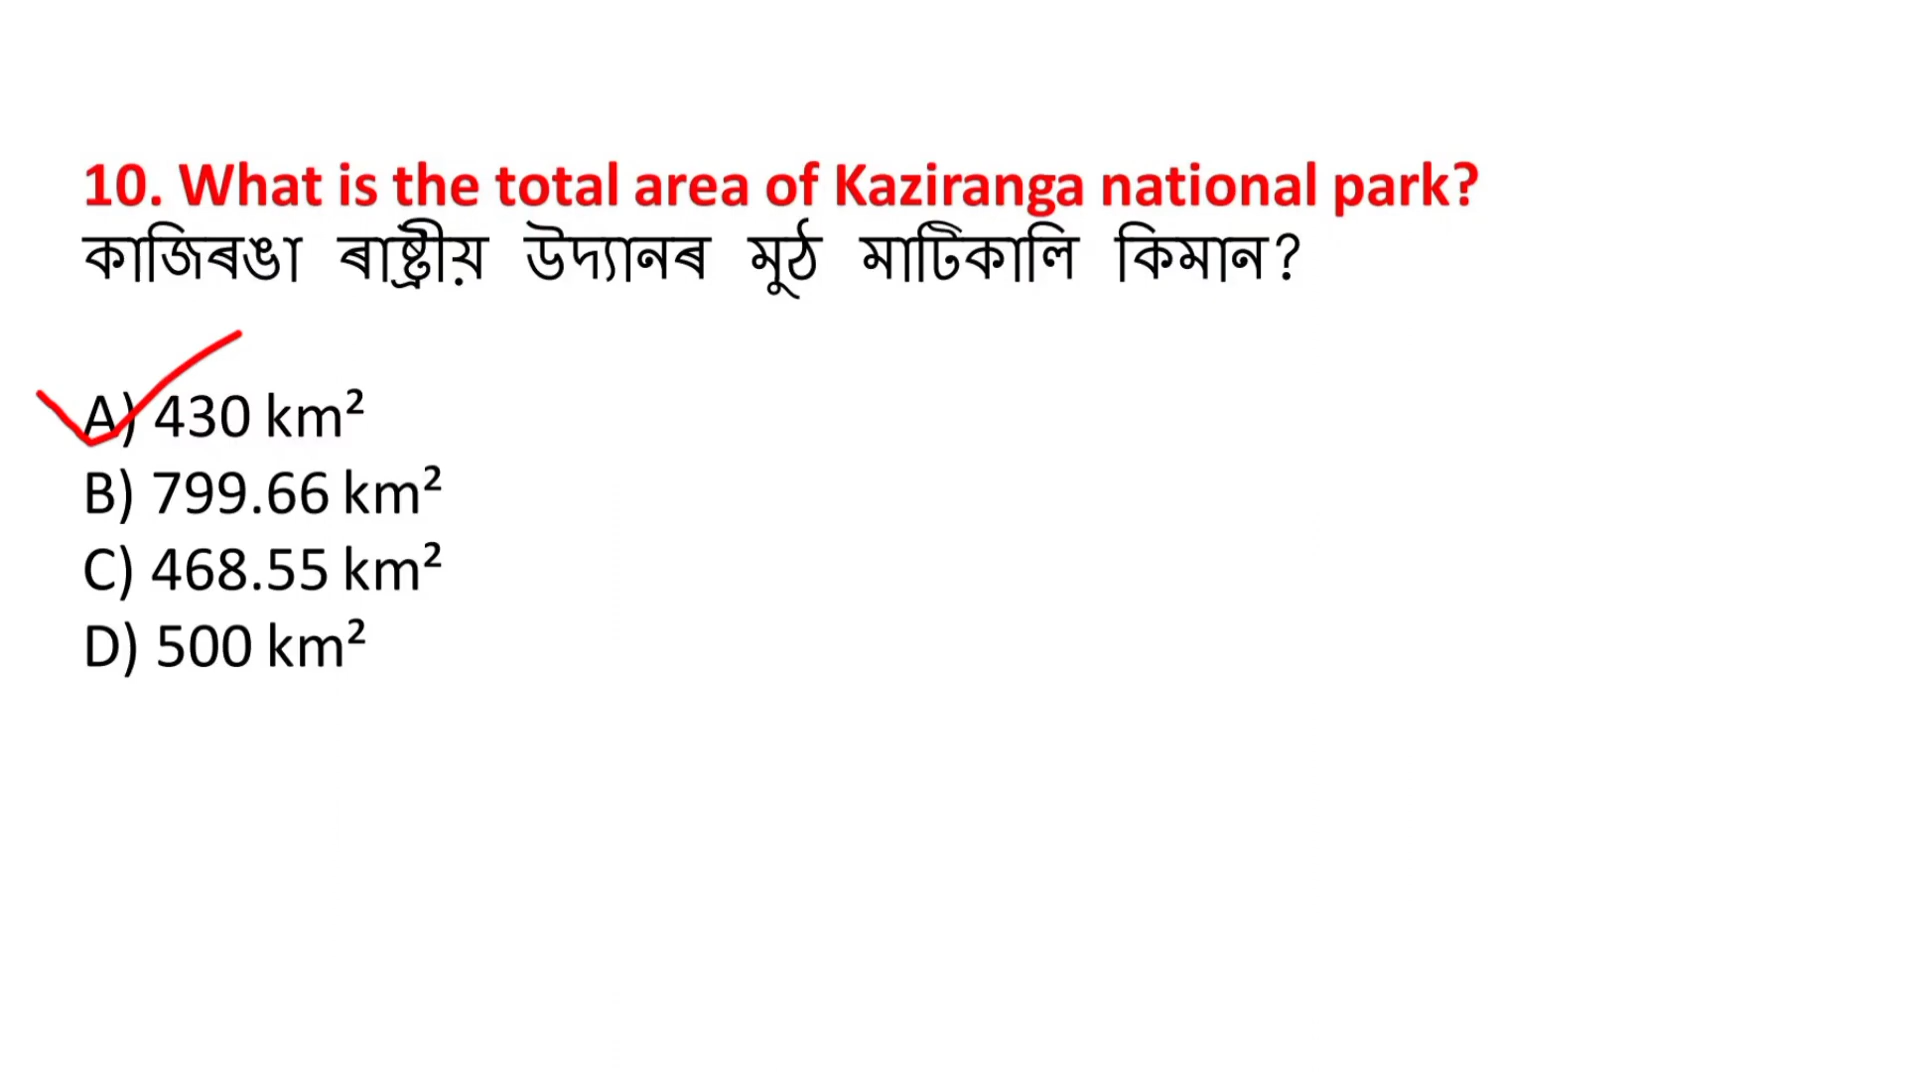 10. What is the total area of Kaziranga national park?
কাজিৰঙা ৰাষ্ট্ৰীয় উদ্যানৰ মুঠ মাটিকালি কিমান?
A) 430 km²
B) 799.66 km²
C) 468.55 km²
D) 500 km²